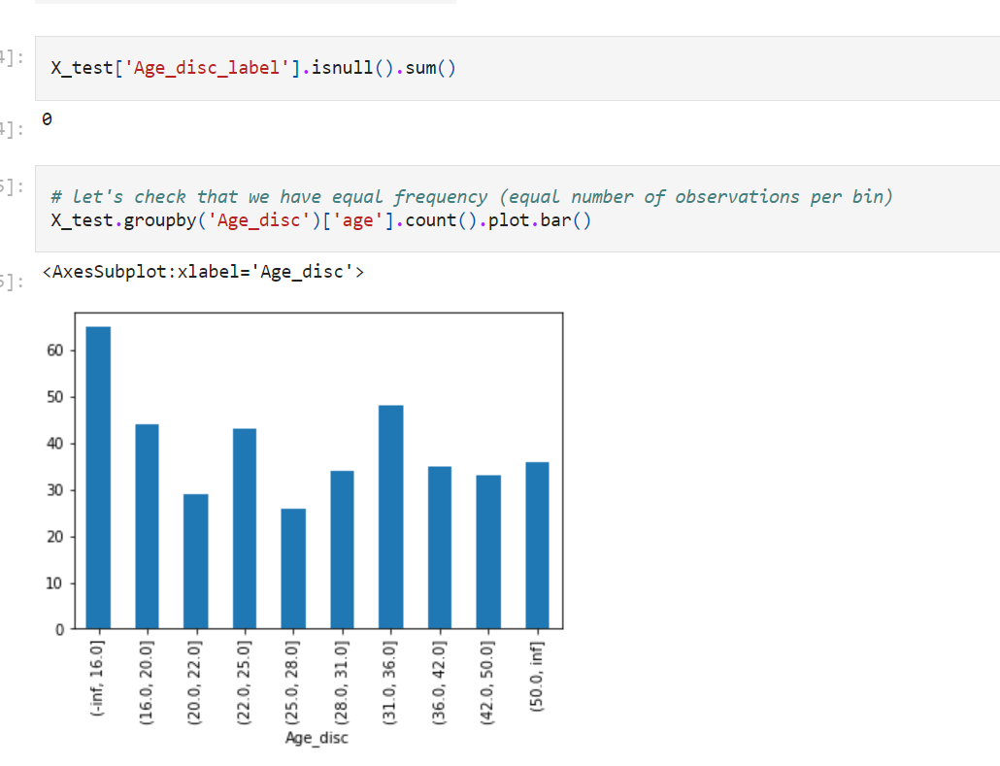 4]:
X_test['Age_disc_label'].isnull().sum()
4]:
0
5]:
# let's check that we have equal frequency (equal number of observations per bin)
X_test.groupby('Age_disc')['age'].count().plot.bar()
5]:
<AxesSubplot:xlabel='Age_disc'>
60
50
40
30
20
10
0
(-inf, 16.0]
(16.0, 20.0]
(20.0, 22.0]
(22.0, 25.0]
(25.0, 28.0]
(28.0, 31.0]
(31.0, 36.0]
(36.0, 42.0]
(42.0, 50.0]
(50.0, inf]
Age_disc